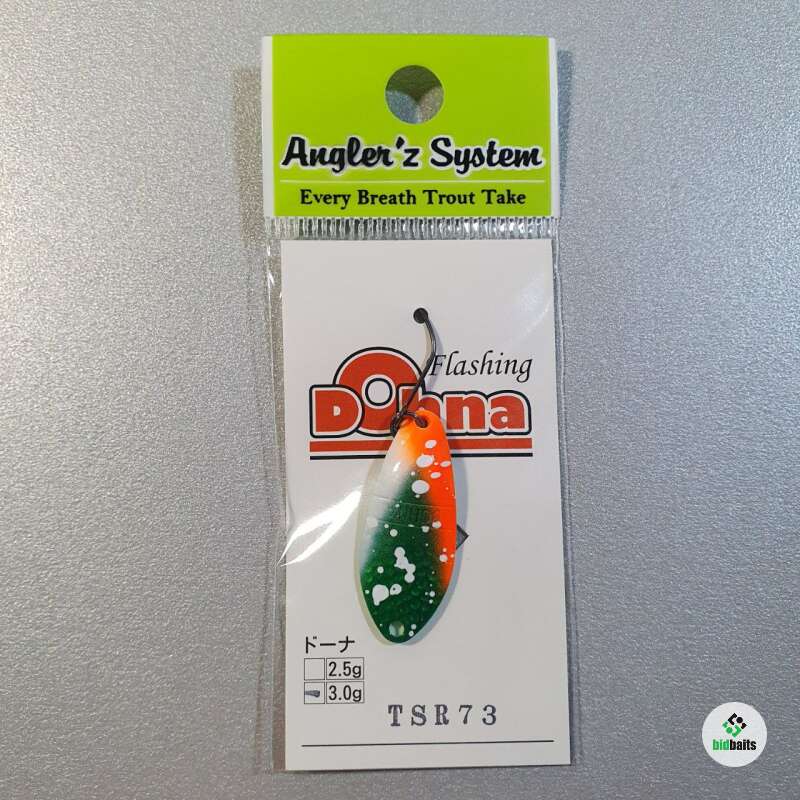 Angler'z System
Every Breath Trout Take
Flashing
Dohna
ドーナ
2.5g
3.0g
TSR73
bidbaits